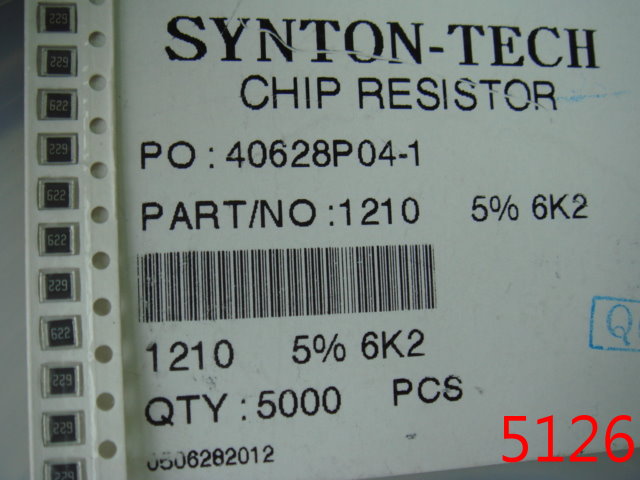 SYNTON-TECH
CHIP RESISTOR
PO : 40628P04-1
PART/NO :1210 5% 6K2
1210 5% 6K2
QTY : 5000 PCS
0506282012
5126
229
229
622
229
622
622
229
622
229
229